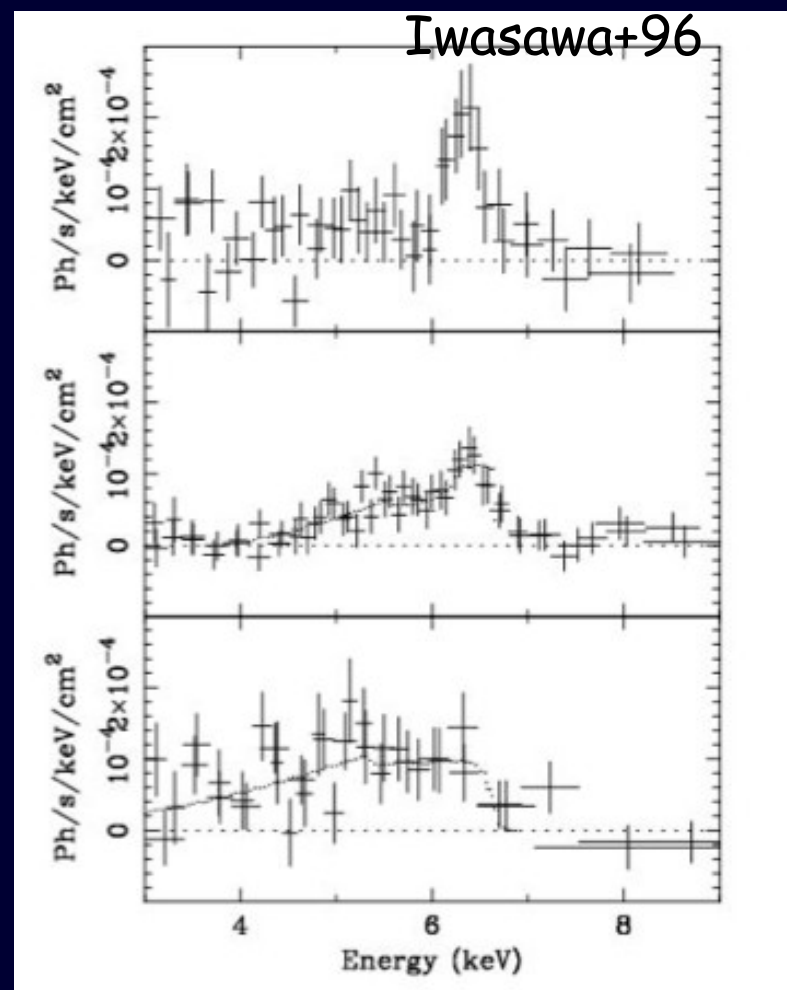 Iwasawa+96
Ph/s/keV/cm²
0 10⁻⁴ 2×10⁻⁴
Ph/s/keV/cm²
0 10⁻⁴ 2×10⁻⁴
Ph/s/keV/cm²
0 10⁻⁴ 2×10⁻⁴
4 6 8
Energy (keV)